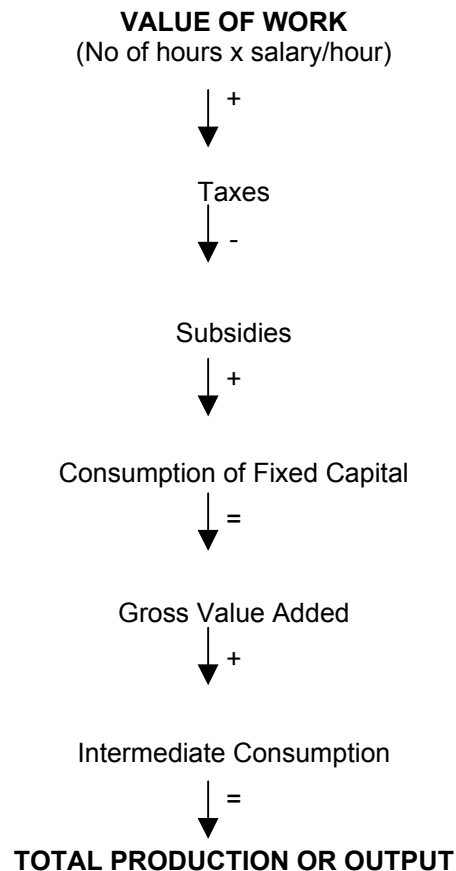 VALUE OF WORK
(No of hours x salary/hour)
+
Taxes
-
Subsidies
+
Consumption of Fixed Capital
=
Gross Value Added
+
Intermediate Consumption
=
TOTAL PRODUCTION OR OUTPUT